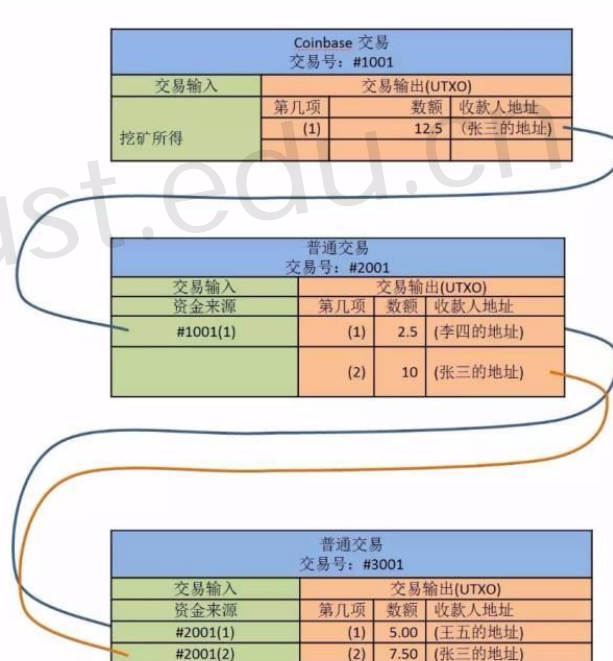 Coinbase 交易
交易号：#1001
交易输入 交易输出(UTXO)
第几项 数额 收款人地址
挖矿所得 (1) 12.5 (张三的地址)
ust.edu.cn
普通交易
交易号：#2001
交易输入 交易输出(UTXO)
资金来源 第几项 数额 收款人地址
#1001(1) (1) 2.5 (李四的地址)
(2) 10 (张三的地址)
普通交易
交易号：#3001
交易输入 交易输出(UTXO)
资金来源 第几项 数额 收款人地址
#2001(1) (1) 5.00 (王五的地址)
#2001(2) (2) 7.50 (张三的地址)